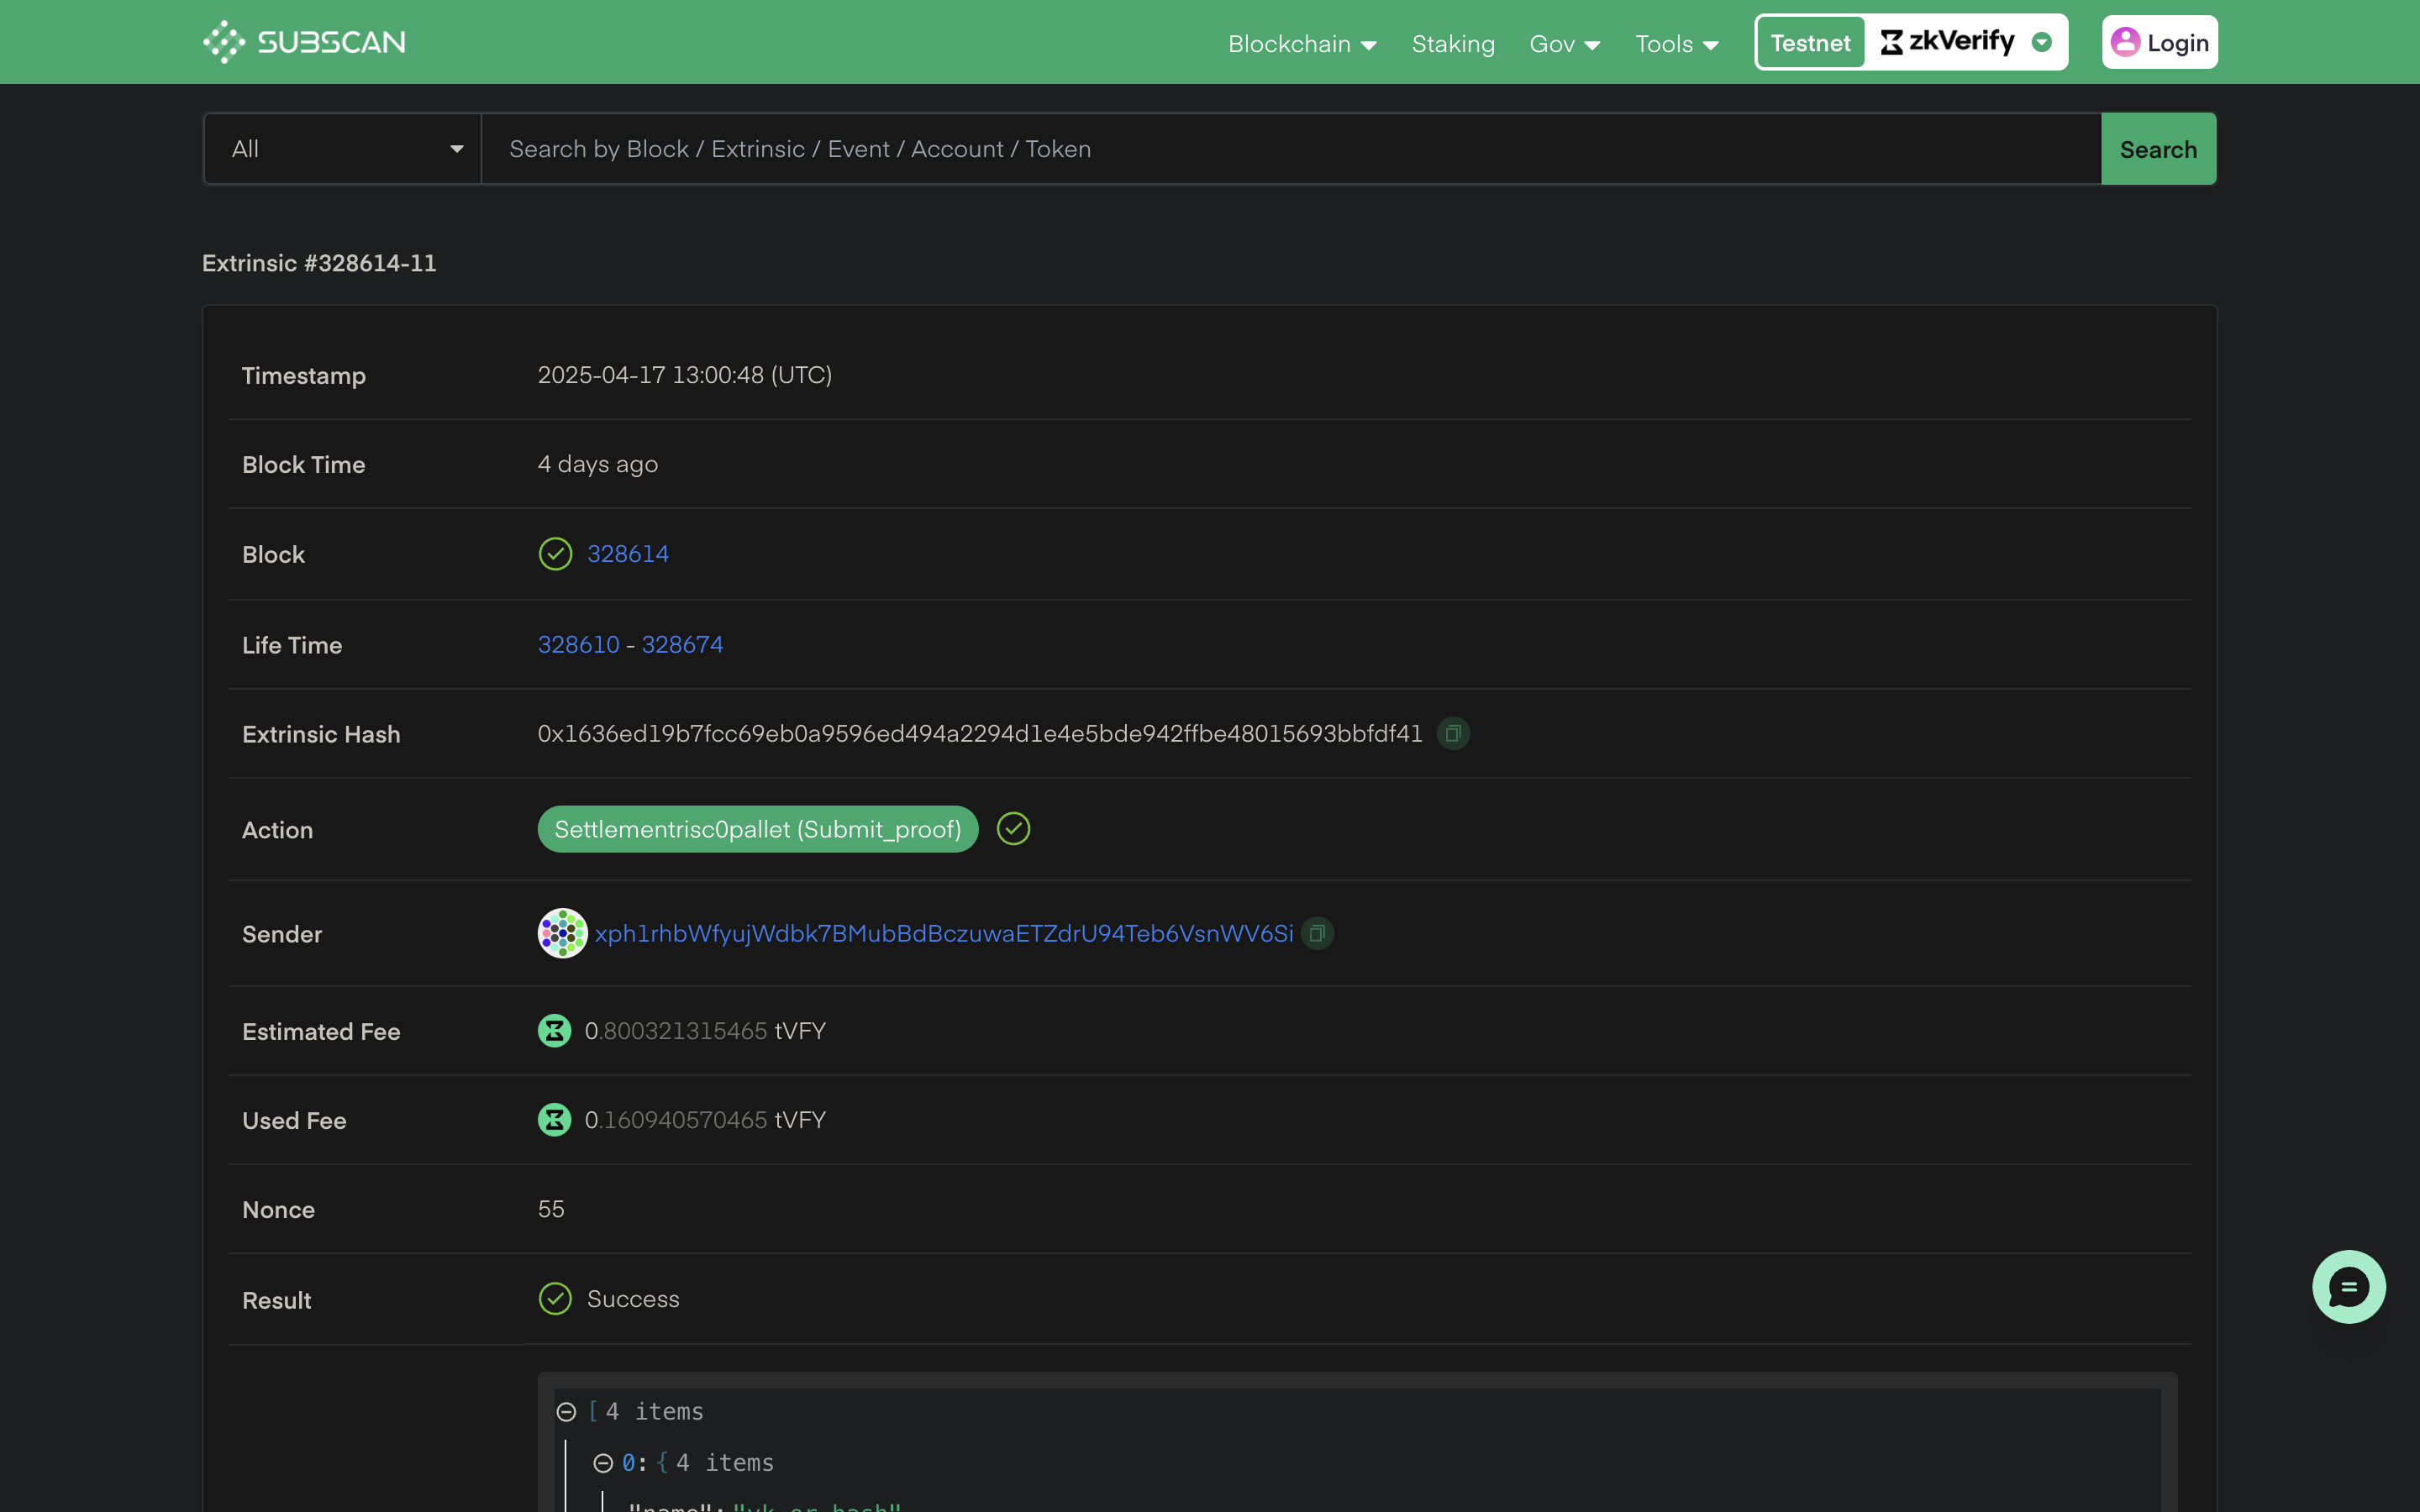 SUBSCAN
Blockchain Staking Gov Tools Testnet zkVerify Login
All Search by Block / Extrinsic / Event / Account / Token Search
Extrinsic #328614-11
Timestamp 2025-04-17 13:00:48 (UTC)
Block Time 4 days ago
Block 328614
Life Time 328610 - 328674
Extrinsic Hash 0x1636ed19b7fcc69eb0a9596ed494a2294d1e4e5bde942ffbe48015693bbfdf41
Action Settlementrisc0pallet (Submit_proof)
Sender xph1rhbWfyujWdbk7BMubBdBczuwaETZdrU94Teb6VsnWV6Si
Estimated Fee 0.800321315465 tVFY
Used Fee 0.160940570465 tVFY
Nonce 55
Result Success
[ 4 items
0: { 4 items
"name": "vk_or_hash"